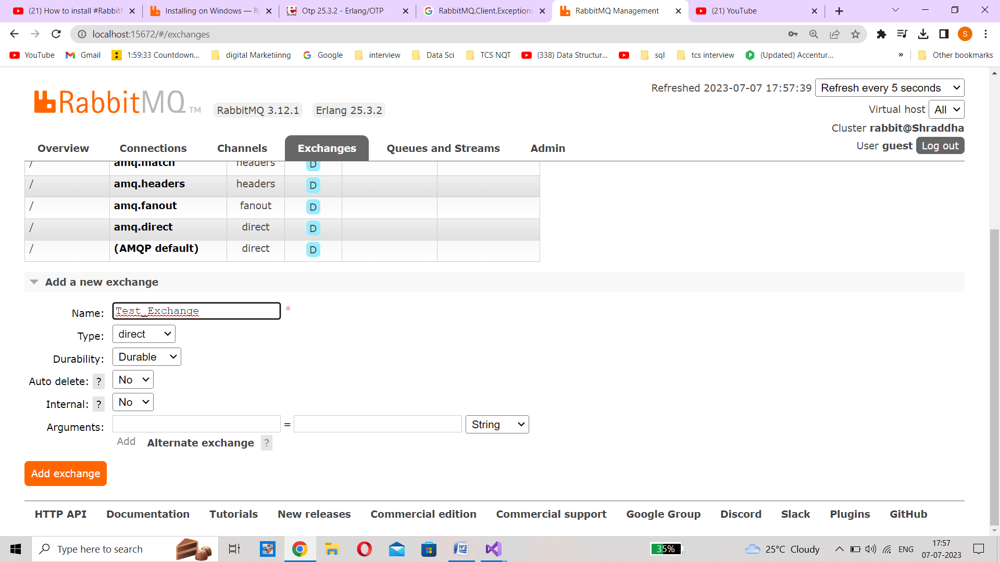 (21) How to install #Rabbit
Installing on Windows — R
Otp 25.3.2 - Erlang/OTP
RabbitMQ.Client.Exceptions
RabbitMQ Management
(21) YouTube
localhost:15672/#/exchanges
S
YouTube
Gmail
1:59:33 Countdown...
digital Marketiinng
Google
interview
Data Sci
TCS NQT
(338) Data Structur...
sql
tcs interview
(Updated) Accentur...
»
Other bookmarks
RabbitMQ TM
RabbitMQ 3.12.1
Erlang 25.3.2
Refreshed 2023-07-07 17:57:39
Refresh every 5 seconds
Virtual host All
Cluster rabbit@Shraddha
User guest Log out
Overview
Connections
Channels
Exchanges
Queues and Streams
Admin
/ amq.match headers D
/ amq.headers headers D
/ amq.fanout fanout D
/ amq.direct direct D
/ (AMQP default) direct D
Add a new exchange
Name: Test_Exchange *
Type: direct
Durability: Durable
Auto delete: ? No
Internal: ? No
Arguments: = String
Add Alternate exchange ?
Add exchange
HTTP API
Documentation
Tutorials
New releases
Commercial edition
Commercial support
Google Group
Discord
Slack
Plugins
GitHub
Type here to search
35%
25°C Cloudy
ENG
17:57
07-07-2023